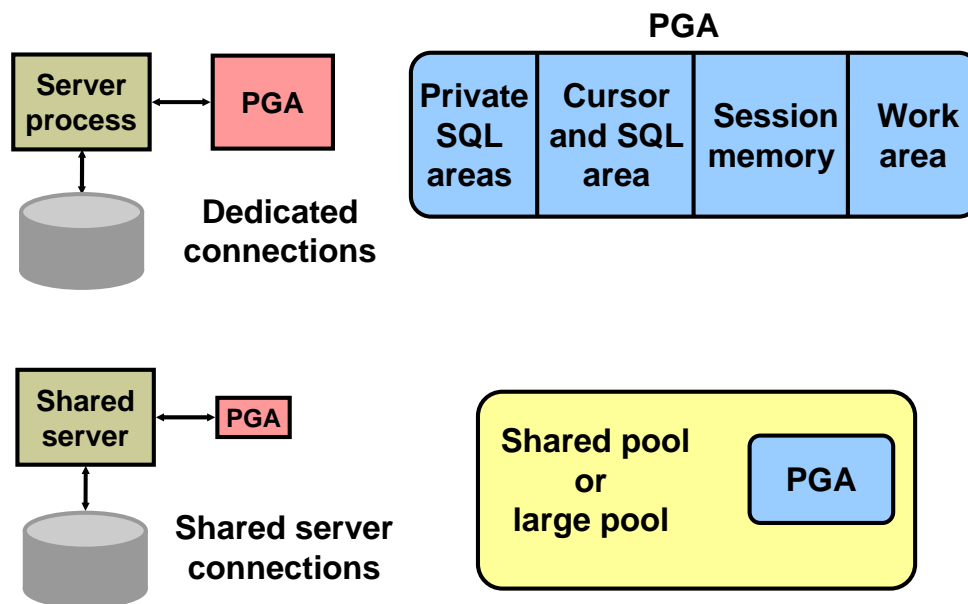 PGA
Server
process
PGA
Private
SQL
areas
Cursor
and SQL
area
Session
memory
Work
area
Dedicated
connections
Shared
server
PGA
Shared pool
or
large pool
PGA
Shared server
connections